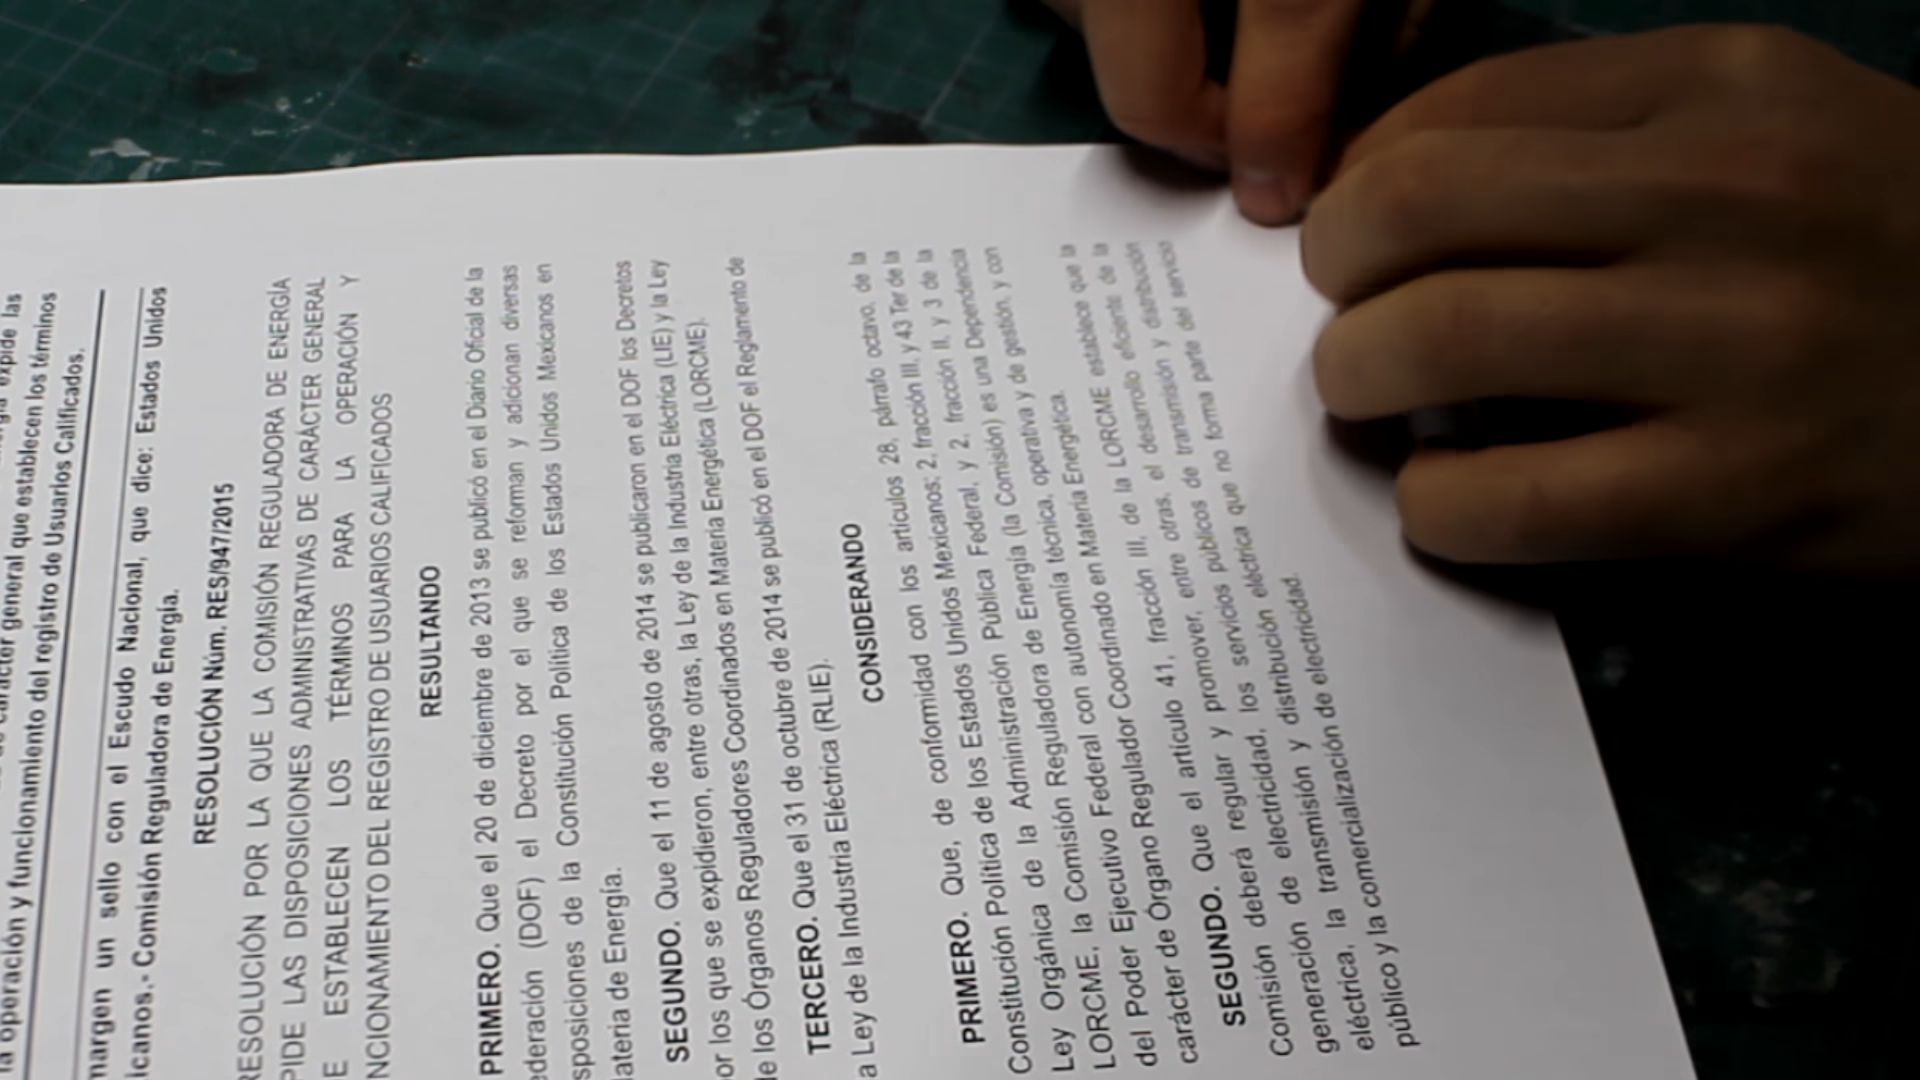 expide las
carácter general que establecen los términos
la operación y funcionamiento del registro de Usuarios Calificados.
margen un sello con el Escudo Nacional, que dice: Estados Unidos
icanos.- Comisión Reguladora de Energía.
RESOLUCIÓN Núm. RES/947/2015
RESOLUCIÓN POR LA QUE LA COMISIÓN REGULADORA DE ENERGÍA
PIDE LAS DISPOSICIONES ADMINISTRATIVAS DE CARÁCTER GENERAL
E ESTABLECEN LOS TÉRMINOS PARA LA OPERACIÓN Y
NCIONAMIENTO DEL REGISTRO DE USUARIOS CALIFICADOS
RESULTANDO
PRIMERO. Que el 20 de diciembre de 2013 se publicó en el Diario Oficial de la
ederación (DOF) el Decreto por el que se reforman y adicionan diversas
sposiciones de la Constitución Política de los Estados Unidos Mexicanos en
ateria de Energía.
SEGUNDO. Que el 11 de agosto de 2014 se publicaron en el DOF los Decretos
or los que se expidieron, entre otras, la Ley de la Industria Eléctrica (LIE) y la Ley
e los Órganos Reguladores Coordinados en Materia Energética (LORCME).
TERCERO. Que el 31 de octubre de 2014 se publicó en el DOF el Reglamento de
a Ley de la Industria Eléctrica (RLIE).
CONSIDERANDO
PRIMERO. Que, de conformidad con los artículos 28, párrafo octavo, de la
Constitución Política de los Estados Unidos Mexicanos; 2, fracción III, y 43 Ter de la
Ley Orgánica de la Administración Pública Federal, y 2, fracción II, y 3 de la
LORCME, la Comisión Reguladora de Energía (la Comisión) es una Dependencia
del Poder Ejecutivo Federal con autonomía técnica, operativa y de gestión, y con
carácter de Órgano Regulador Coordinado en Materia Energética.
SEGUNDO. Que el artículo 41, fracción III, de la LORCME establece que la
Comisión deberá regular y promover, entre otras, el desarrollo eficiente de la
generación de electricidad, los servicios públicos de transmisión y distribución
eléctrica, la transmisión y distribución eléctrica que no forma parte del servicio
público y la comercialización de electricidad.